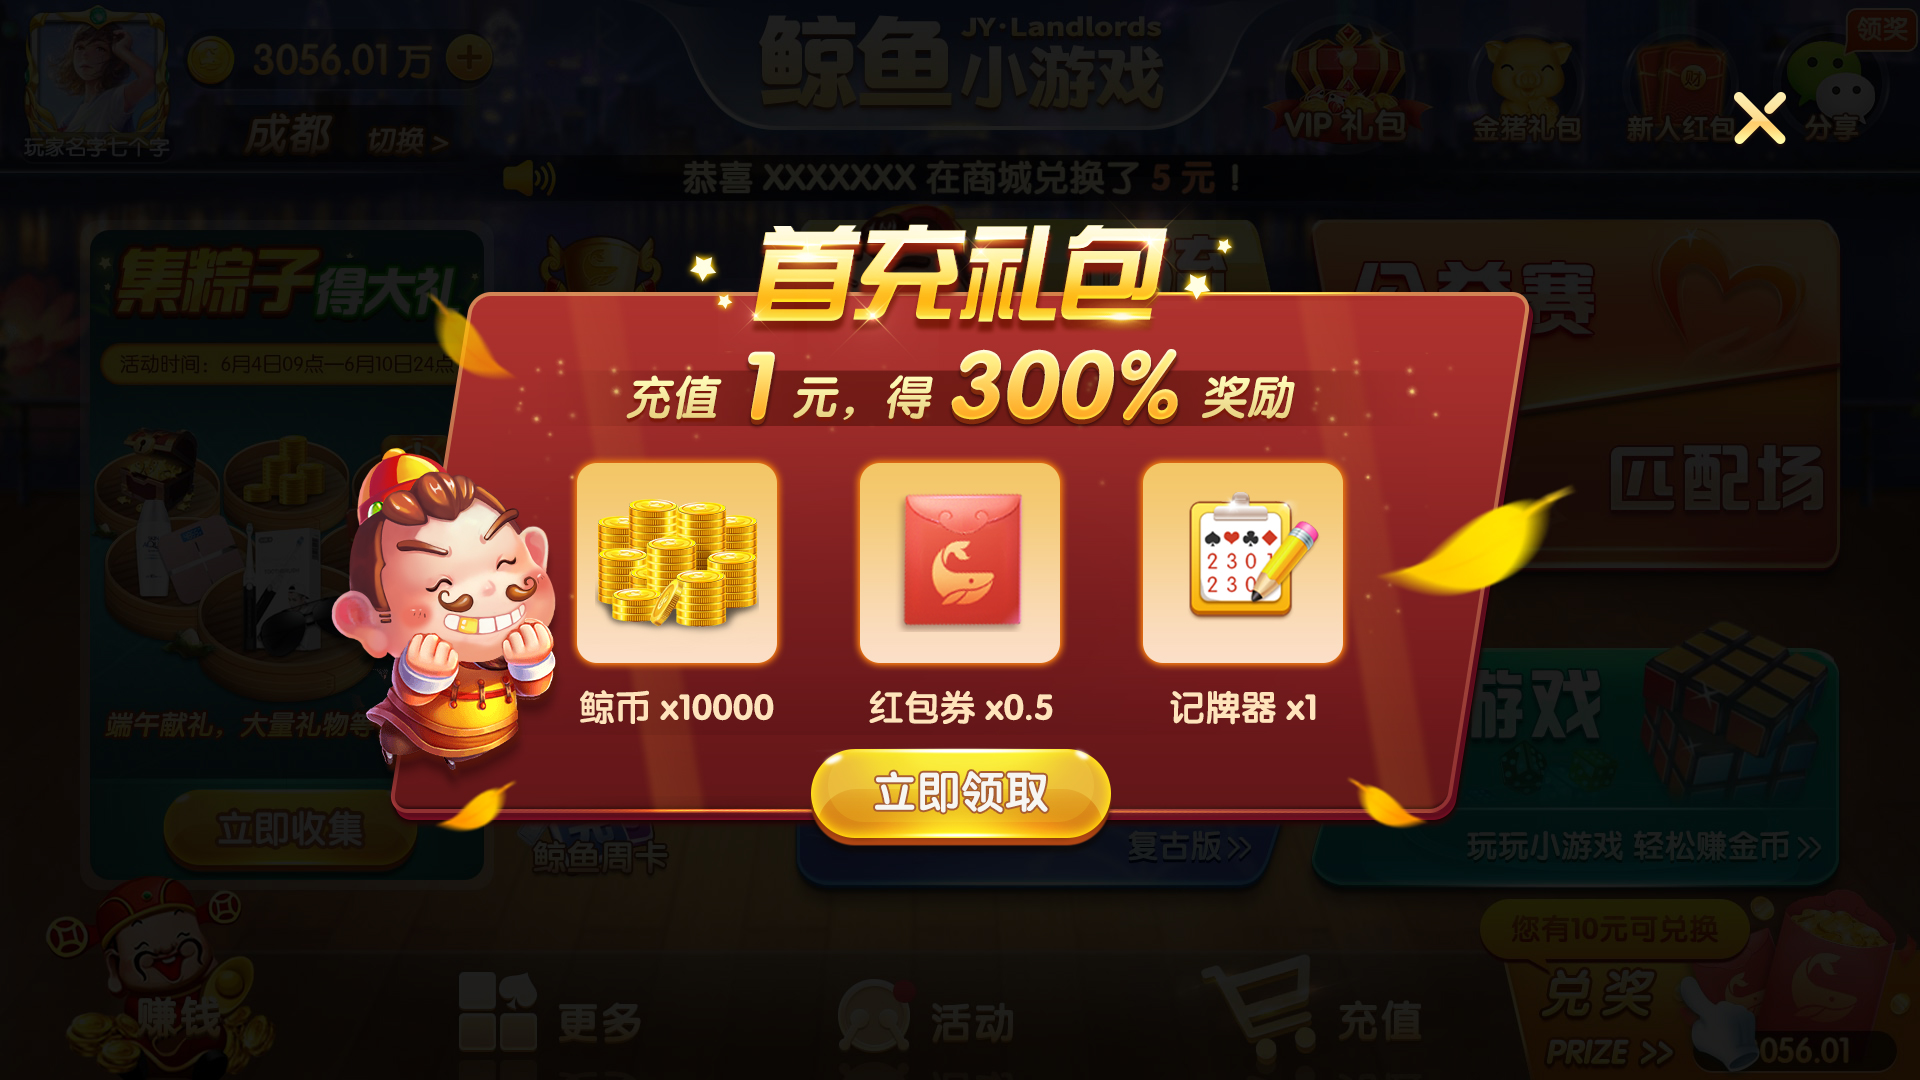 3056.01万
玩家名字七个字
成都 切换 >
鲸鱼
JY·Landlords
小游戏
VIP 礼包
金猪礼包
新人红包
分享
领奖
恭喜 XXXXXXX 在商城兑换了 5 元 !
集粽子得大礼
活动时间：6月4日09点—6月10日24点
端午献礼，大量礼物等
立即收集
首充礼包
充值 1 元，得 300% 奖励
230
230
鲸币 x10000
红包券 x0.5
记牌器 x1
立即领取
公益赛
匹配场
游戏
玩玩小游戏 轻松赚金币>>
鲸鱼周卡
复古版>>
赚钱
更多
活动
充值
您有10元可兑换
兑奖
PRIZE >>
056.01